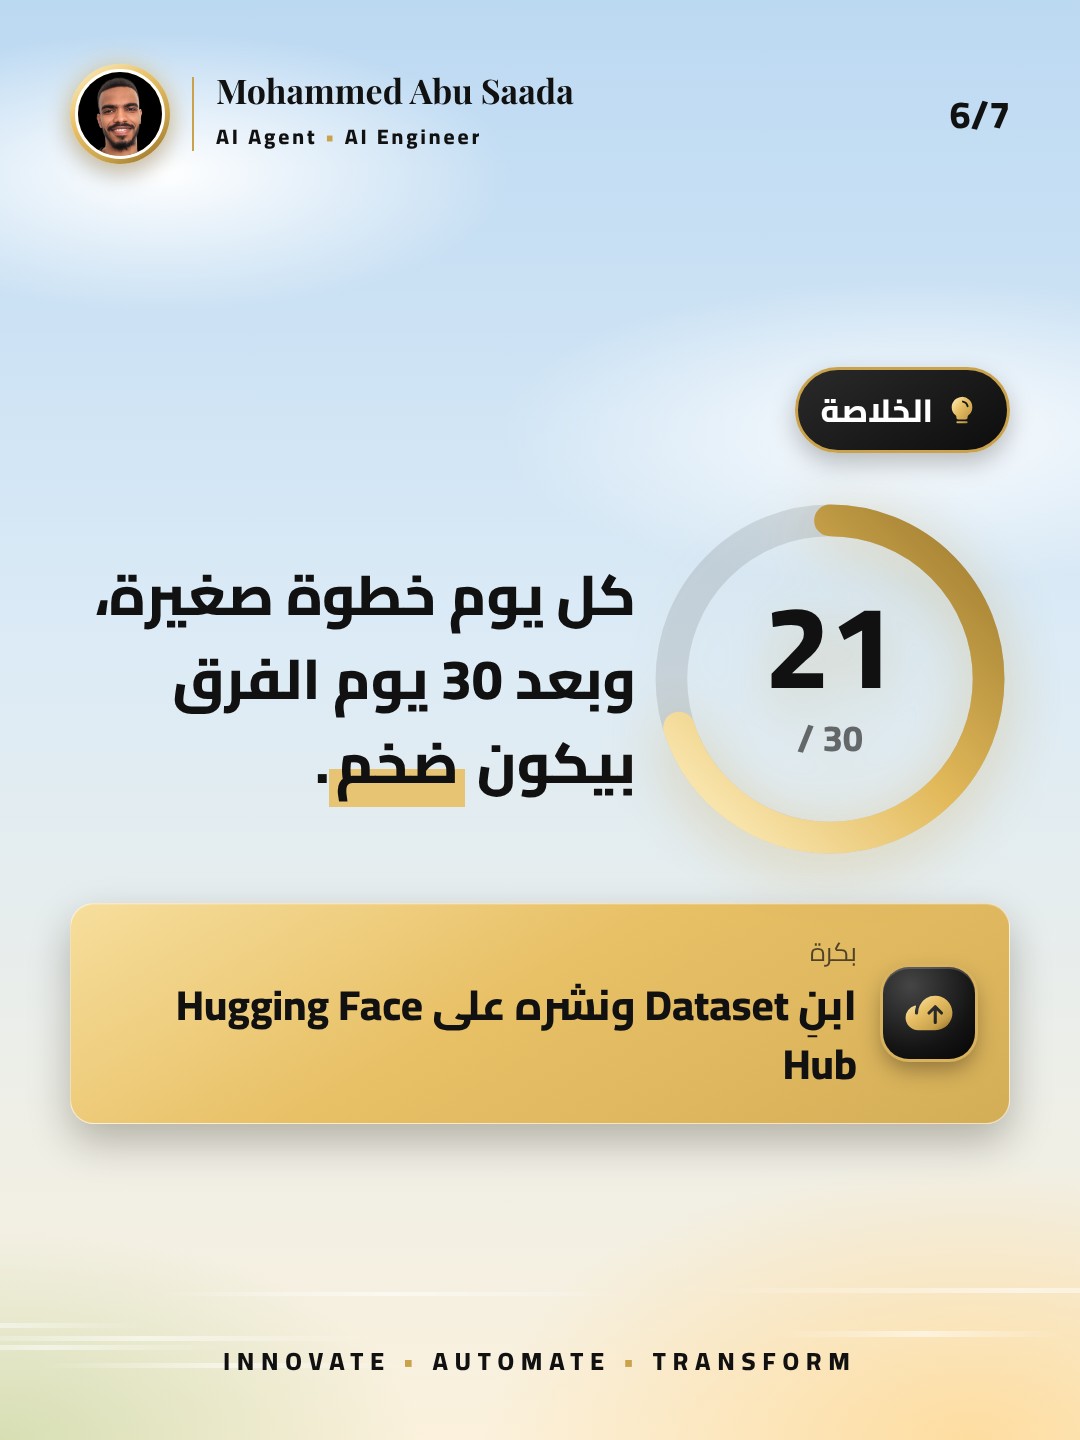 Mohammed Abu Saada
AI Agent ▪ AI Engineer
6/7
الخلاصة
21
/ 30
كل يوم خطوة صغيرة،
وبعد 30 يوم الفرق
بيكون ضخم.
بكرة
ابنِ Dataset ونشره على Hugging Face
Hub
INNOVATE ▪ AUTOMATE ▪ TRANSFORM